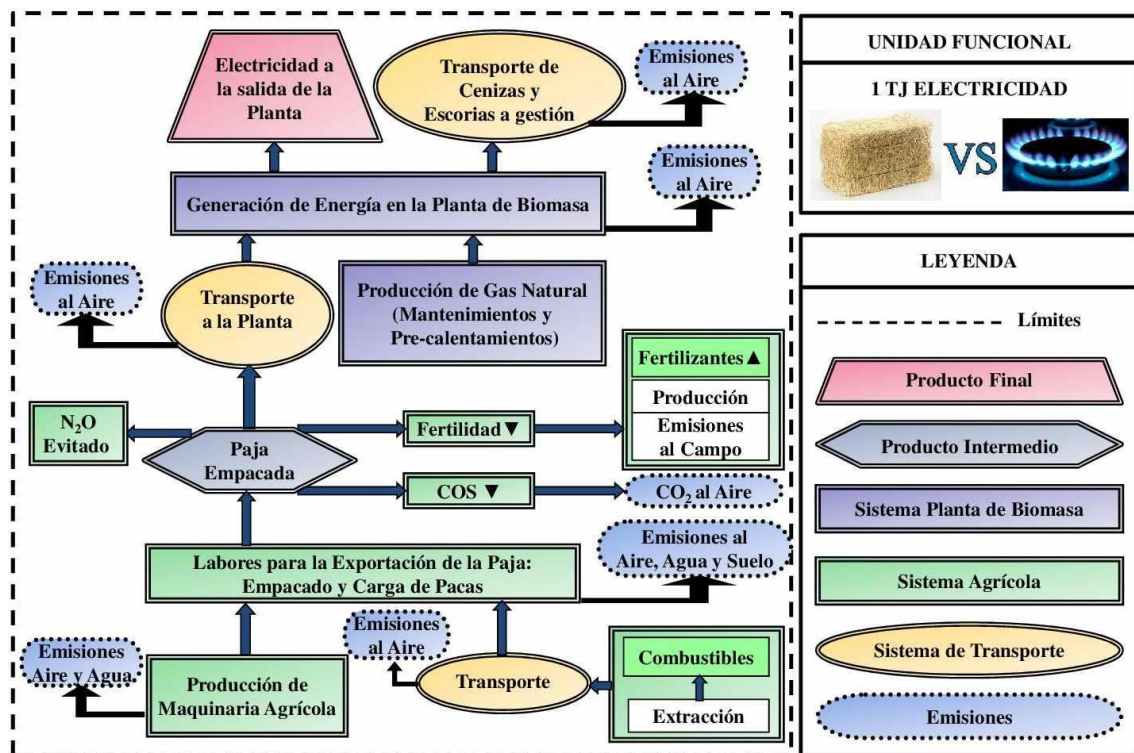 Electricidad a
la salida de la
Planta
Transporte de
Cenizas y
Escorias a gestión
Emisiones
al Aire
Generación de Energía en la Planta de Biomasa
Emisiones
al Aire
Emisiones
al Aire
Transporte
a la Planta
Producción de Gas Natural
(Mantenimientos y
Pre-calentamientos)
Fertilizantes ▲
Producción
Emisiones
al Campo
N₂O
Evitado
Paja
Empacada
Fertilidad ▼
COS ▼
CO₂ al Aire
Labores para la Exportación de la Paja:
Empacado y Carga de Pacas
Emisiones al
Aire, Agua y Suelo
Emisiones
Aire y Agua
Producción de
Maquinaria Agrícola
Emisiones
al Aire
Transporte
Combustibles
Extracción
UNIDAD FUNCIONAL
1 TJ ELECTRICIDAD
VS
LEYENDA
Límites
Producto Final
Producto Intermedio
Sistema Planta de Biomasa
Sistema Agrícola
Sistema de Transporte
Emisiones